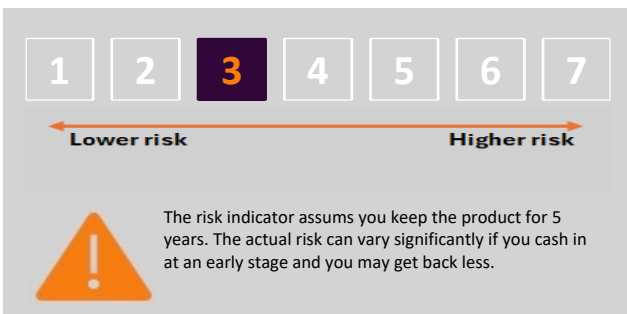 1 2 3 4 5 6 7
Lower risk Higher risk
!
The risk indicator assums you keep the product for 5
years. The actual risk can vary significantly if you cash in
at an early stage and you may get back less.